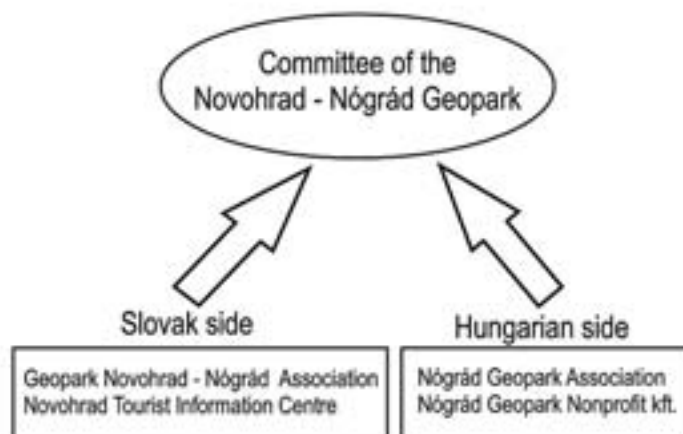 Committee of the
Novohrad - Nógrád Geopark
Slovak side
Geopark Novohrad - Nógrád Association
Novohrad Tourist Information Centre
Hungarian side
Nógrád Geopark Association
Nógrád Geopark Nonprofit kft.